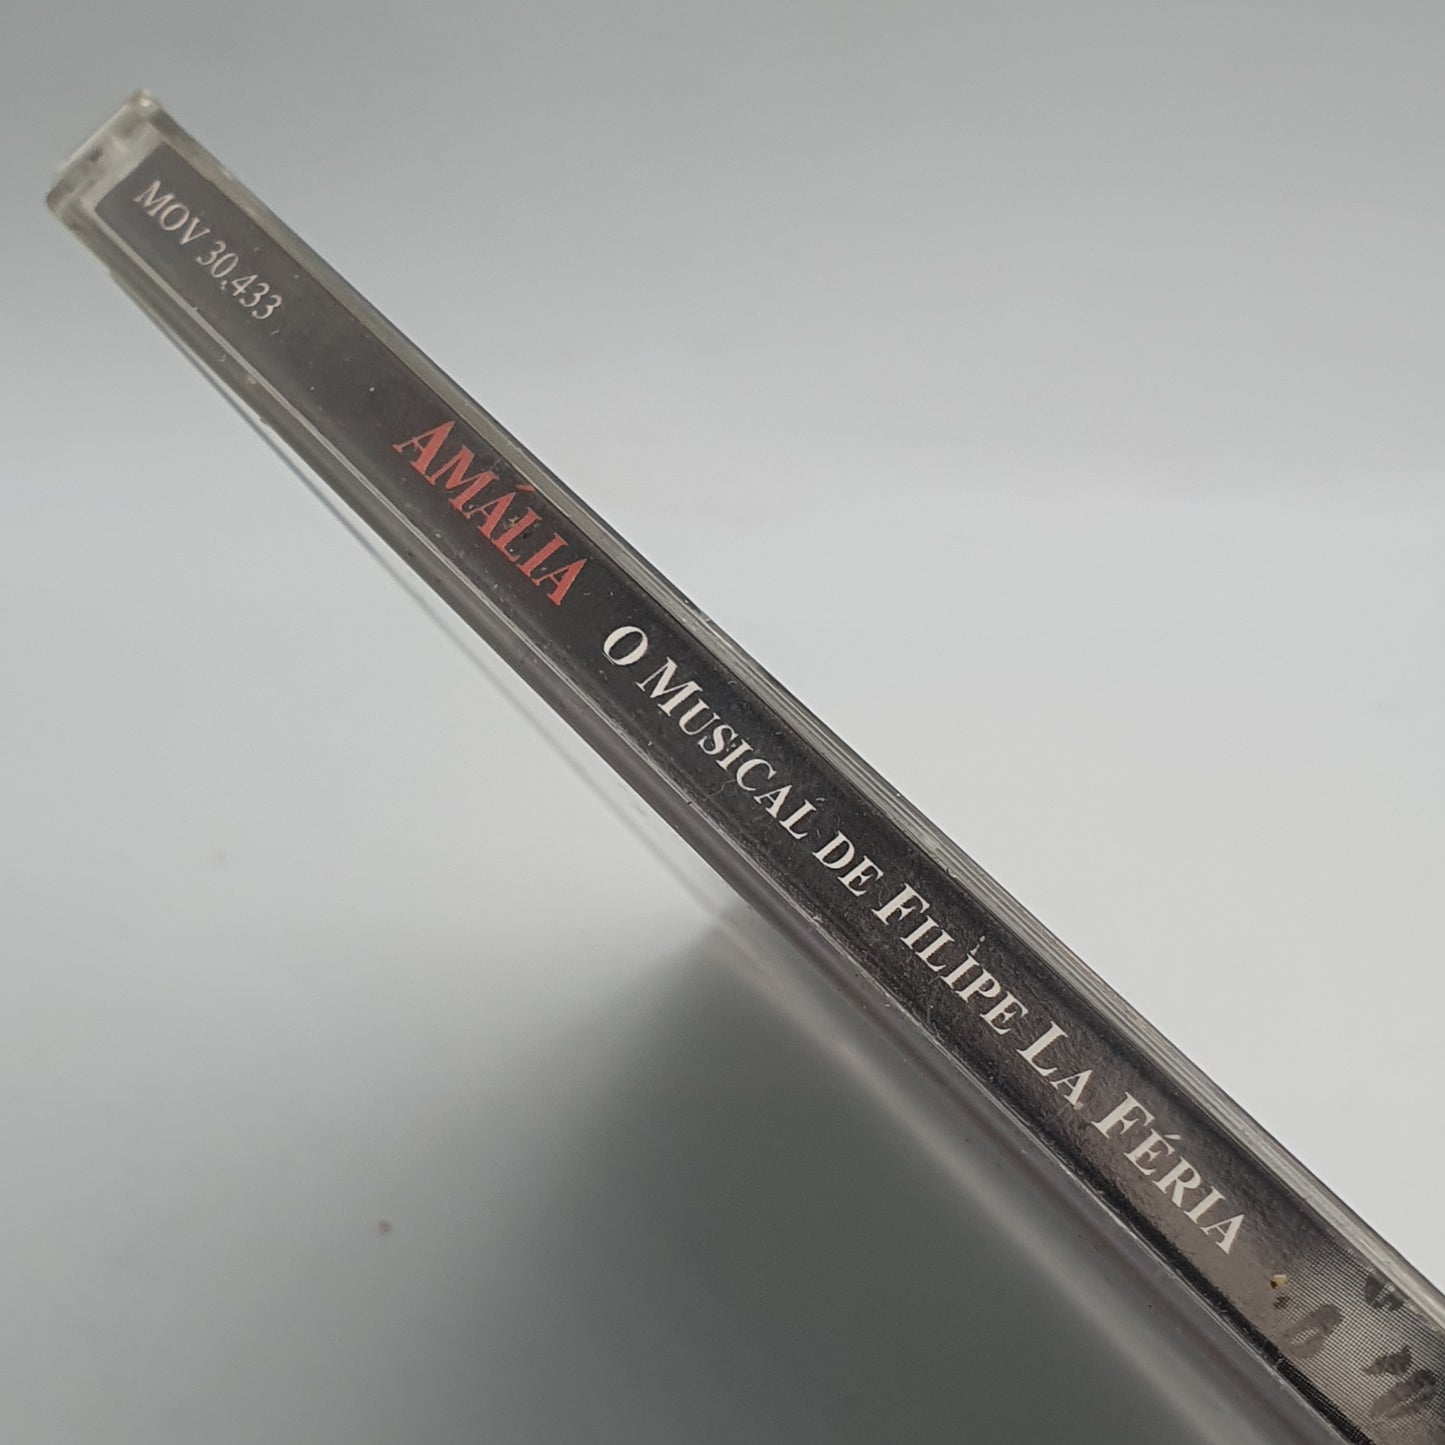 MOV 30.433 AMÁLIA O MUSICAL DE FILIPE LA FÉRIA